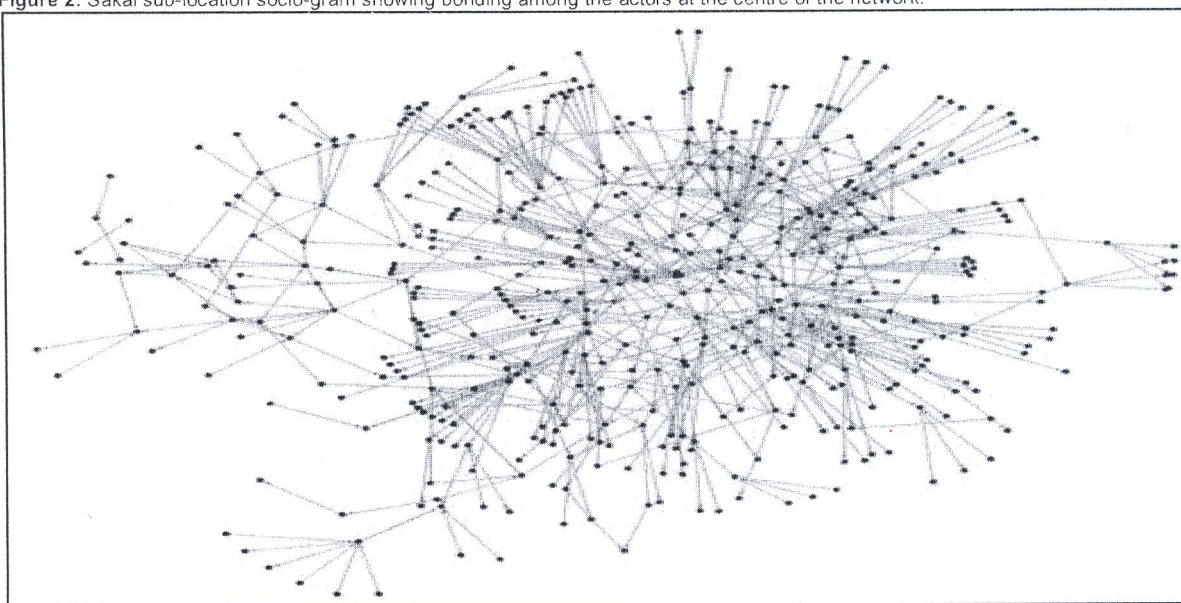 Figure 2. Sakai sub-location socio-gram showing bonding among the actors at the centre of the network.